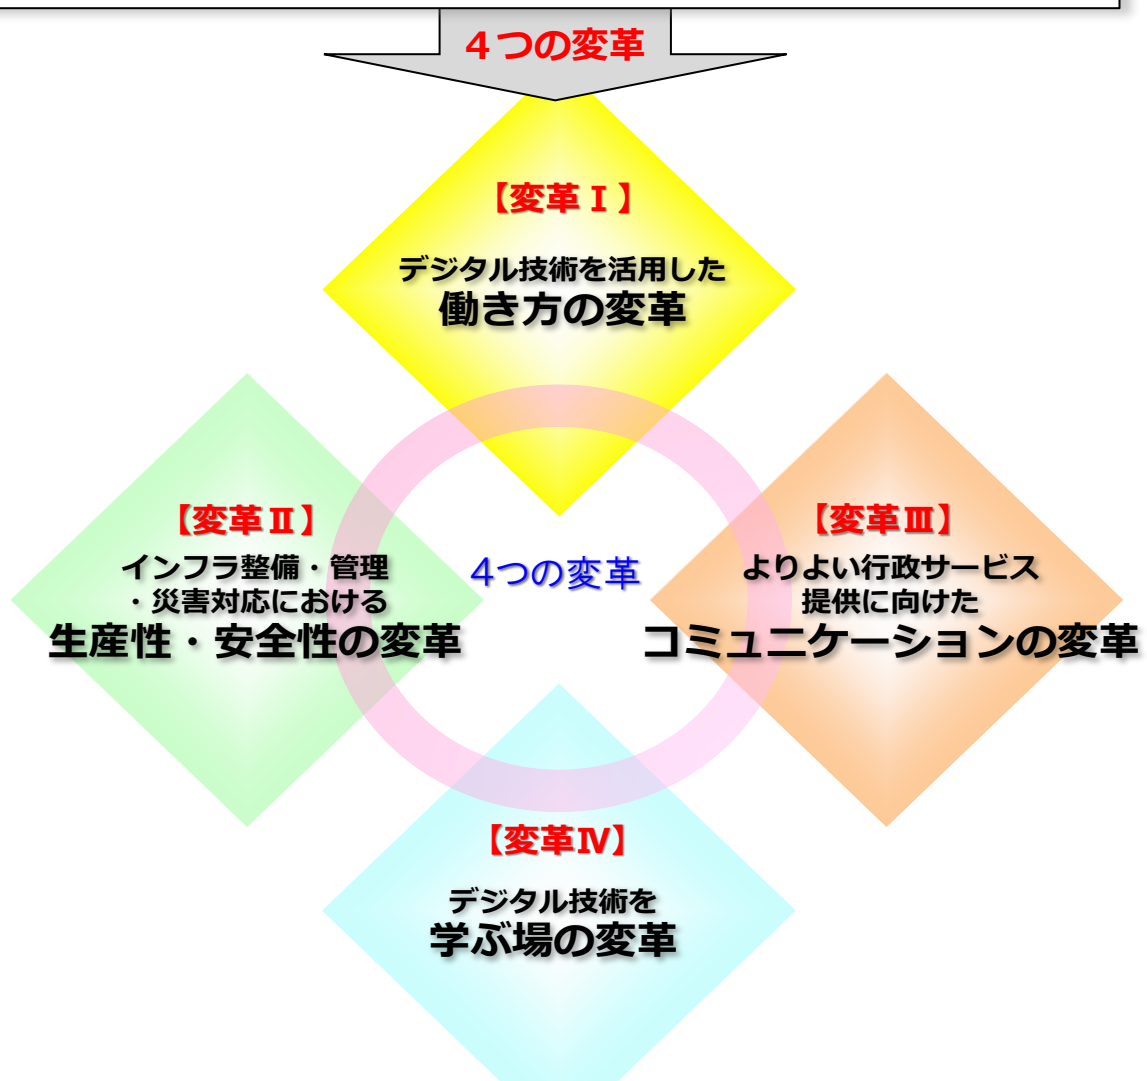 ４つの変革
【変革Ⅰ】
デジタル技術を活用した
働き方の変革
【変革Ⅱ】
インフラ整備・管理
・災害対応における
生産性・安全性の変革
4つの変革
【変革Ⅲ】
よりよい行政サービス
提供に向けた
コミュニケーションの変革
【変革Ⅳ】
デジタル技術を
学ぶ場の変革